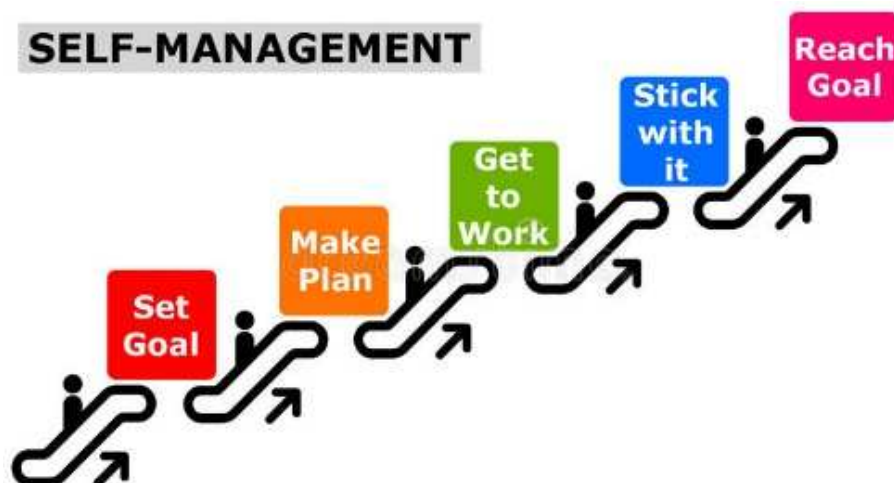 SELF-MANAGEMENT
Set
Goal
Make
Plan
Get
to
Work
Stick
with
it
Reach
Goal